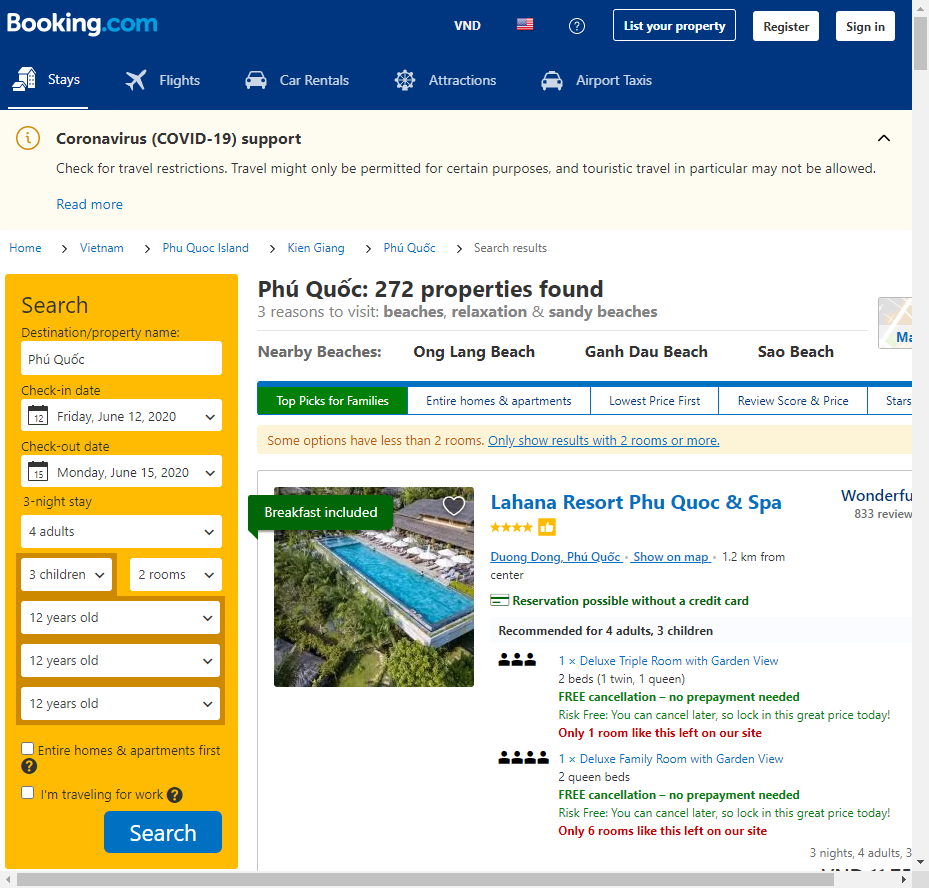 Booking.com
VND
List your property
Register
Sign in
Stays
Flights
Car Rentals
Attractions
Airport Taxis
Coronavirus (COVID-19) support
Check for travel restrictions. Travel might only be permitted for certain purposes, and touristic travel in particular may not be allowed.
Read more
Home > Vietnam > Phu Quoc Island > Kien Giang > Phú Quốc > Search results
Search
Destination/property name:
Phú Quốc
Check-in date
12 Friday, June 12, 2020
Check-out date
15 Monday, June 15, 2020
3-night stay
4 adults
3 children
2 rooms
12 years old
12 years old
12 years old
Entire homes & apartments first
I'm traveling for work
Search
Phú Quốc: 272 properties found
3 reasons to visit: beaches, relaxation & sandy beaches
Nearby Beaches: Ong Lang Beach Ganh Dau Beach Sao Beach
Top Picks for Families
Entire homes & apartments
Lowest Price First
Review Score & Price
Stars
Some options have less than 2 rooms. Only show results with 2 rooms or more.
Breakfast included
Lahana Resort Phu Quoc & Spa
Duong Dong, Phú Quốc • Show on map • 1.2 km from
center
Reservation possible without a credit card
Recommended for 4 adults, 3 children
1 × Deluxe Triple Room with Garden View
2 beds (1 twin, 1 queen)
FREE cancellation – no prepayment needed
Risk Free: You can cancel later, so lock in this great price today!
Only 1 room like this left on our site
1 × Deluxe Family Room with Garden View
2 queen beds
FREE cancellation – no prepayment needed
Risk Free: You can cancel later, so lock in this great price today!
Only 6 rooms like this left on our site
3 nights, 4 adults, 3